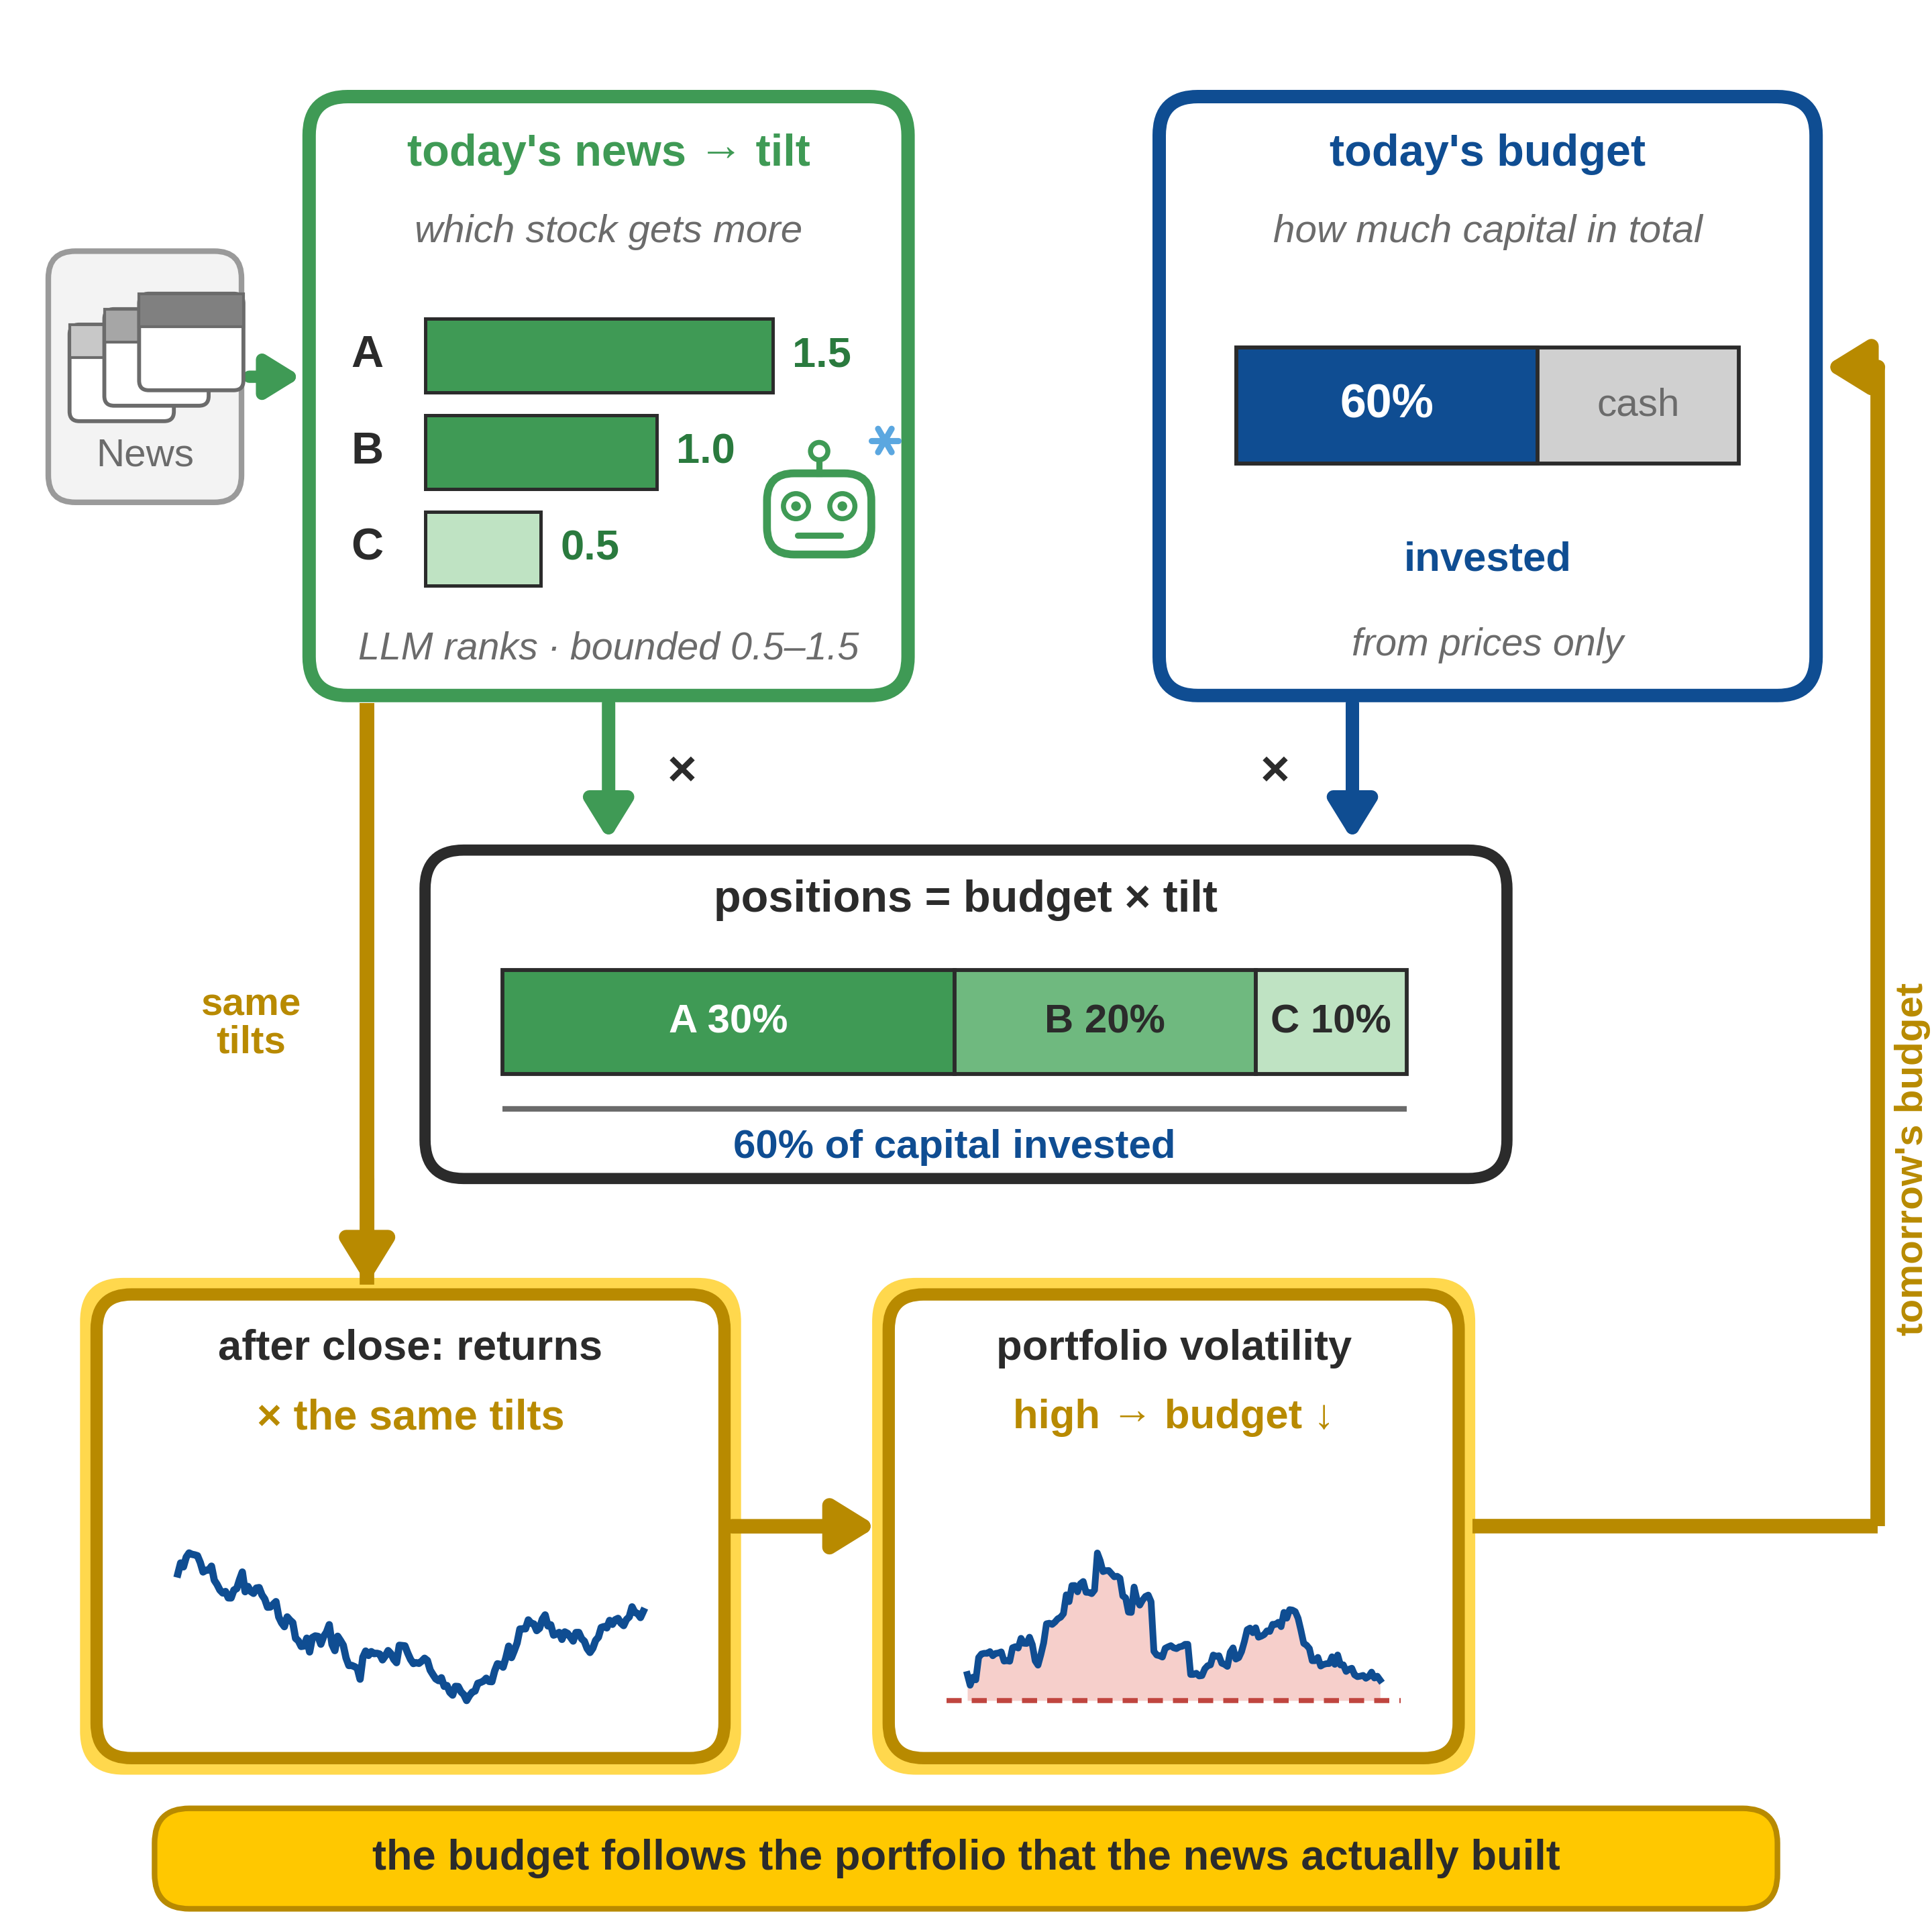 today's news → tilt
which stock gets more
News
A
1.5
B
1.0
C
0.5
LLM ranks · bounded 0.5–1.5
today's budget
how much capital in total
60%
cash
invested
from prices only
×
×
positions = budget × tilt
A 30%
B 20%
C 10%
60% of capital invested
same
tilts
tomorrow's budget
after close: returns
× the same tilts
portfolio volatility
high → budget ↓
the budget follows the portfolio that the news actually built